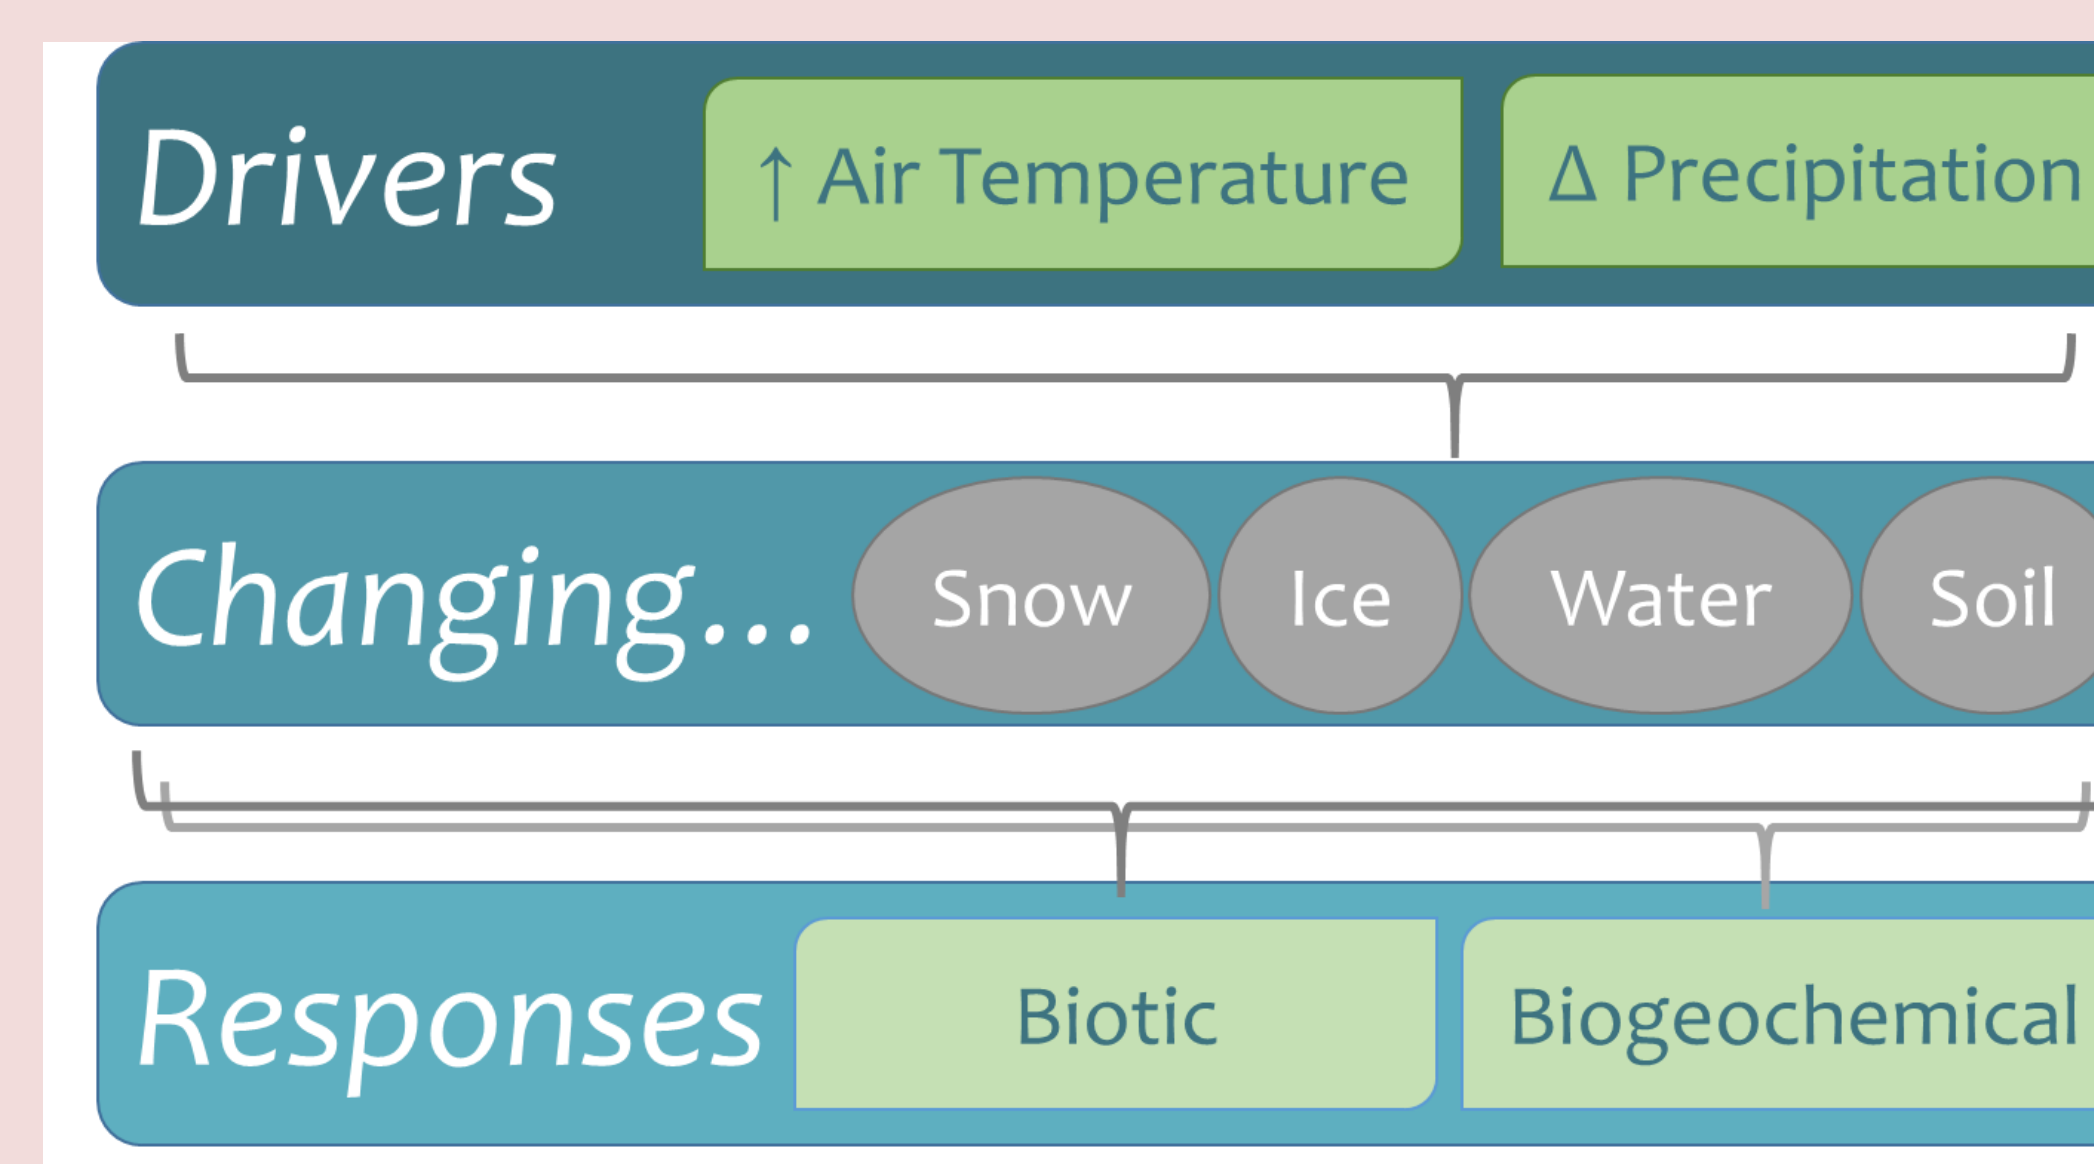 Drivers ↑ Air Temperature Δ Precipitation
Changing... Snow Ice Water Soil
Responses Biotic Biogeochemical